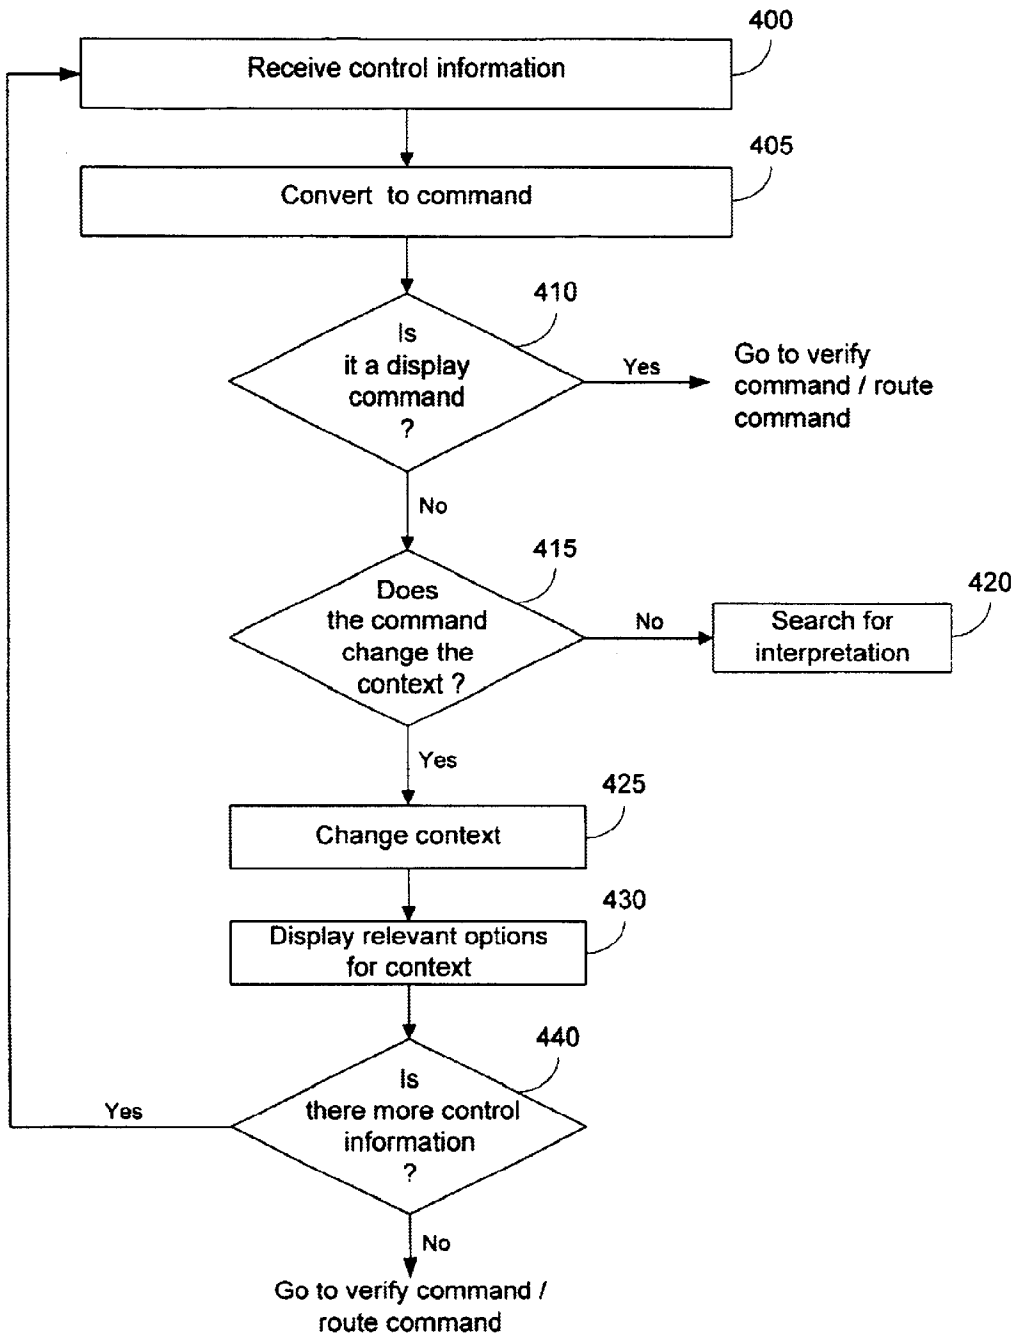 400
Receive control information
405
Convert to command
410
Is
it a display
command
?
Yes
Go to verify
command / route
command
No
415
Does
the command
change the
context ?
No
420
Search for
interpretation
Yes
425
Change context
430
Display relevant options
for context
440
Is
there more control
information
?
Yes
No
Go to verify command /
route command